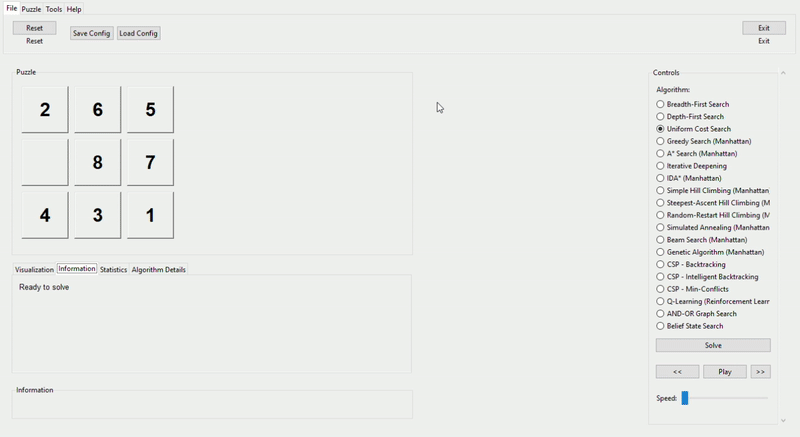 File Puzzle Tools Help
Reset Save Config Load Config Exit
Reset Exit
Puzzle
2 6 5
8 7
4 3 1
Visualization Information Statistics Algorithm Details
Ready to solve
Information
Controls
Algorithm:
Breadth-First Search
Depth-First Search
Uniform Cost Search
Greedy Search (Manhattan)
A* Search (Manhattan)
Iterative Deepening
IDA* (Manhattan)
Simple Hill Climbing (Manhattan
Steepest-Ascent Hill Climbing (M
Random-Restart Hill Climbing (M
Simulated Annealing (Manhattan
Beam Search (Manhattan)
Genetic Algorithm (Manhattan)
CSP - Backtracking
CSP - Intelligent Backtracking
CSP - Min-Conflicts
Q-Learning (Reinforcement Learr
AND-OR Graph Search
Belief State Search
Solve
<< Play >>
Speed: